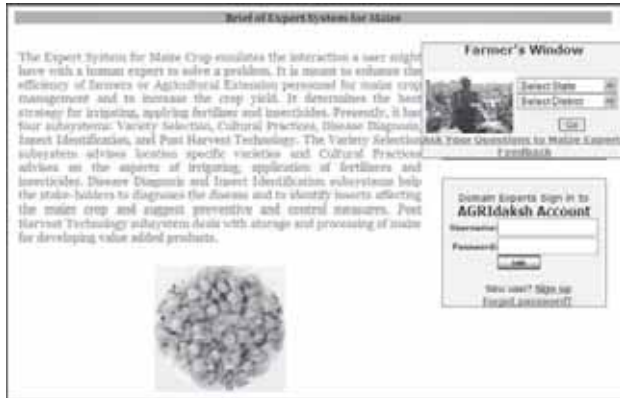 Brief of Expert System for Maize
The Expert System for Maize Crop emulates the interaction a user might
have with a human expert to solve a problem. It is meant to enhance the
efficiency of farmers or Agricultural Extension personnel for maize crop
management and to increase the crop yield. It determines the best
strategy for irrigating, applying fertilizer and insecticides. Presently, it has
four subsystems: Variety Selection, Cultural Practices, Disease Diagnosis,
Insect Identification, and Post Harvest Technology. The Variety Selection
subsystem advises location specific varieties and Cultural Practices
advises on the aspects of irrigating, application of fertilizers and
insecticides. Disease Diagnosis and Insect Identification subsystems help
the stake-holders to diagnoses the disease and to identify insects affecting
the maize crop and suggest preventive and control measures. Post
Harvest Technology subsystem deals with storage and processing of maize
for developing value added products.
Farmer's Window
Select State
Select District
Go
Ask Your Questions to Maize Expert
Feedback
Domain Experts Sign in to
AGRIdaksh Account
Username:
Password:
New user? Sign up
Forgot password?